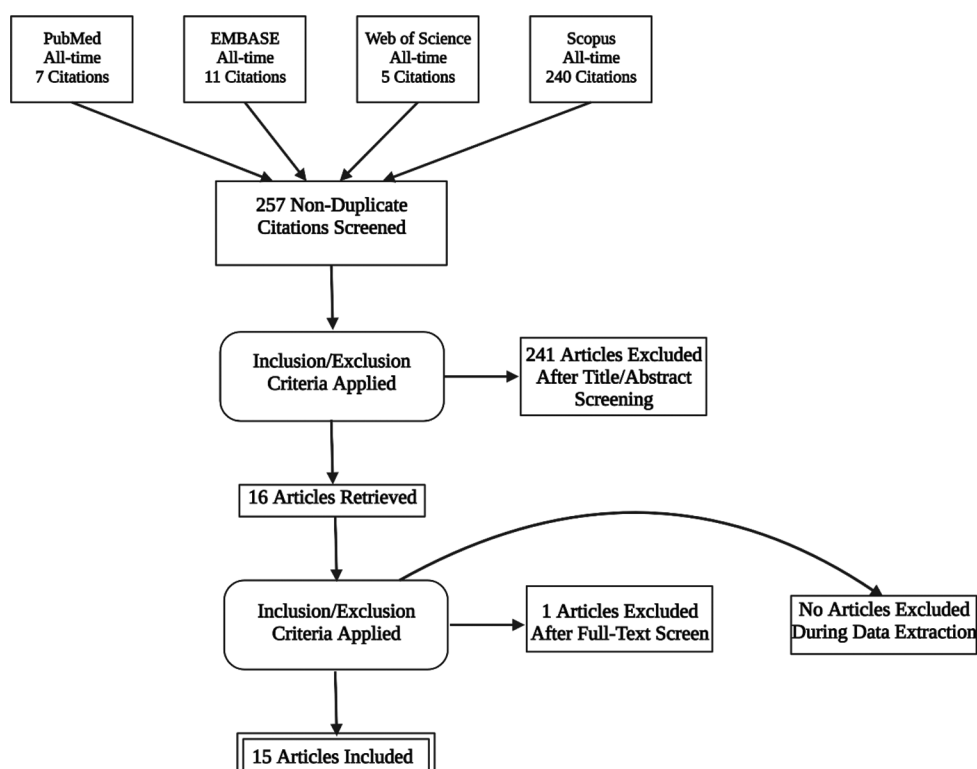 PubMed
All-time
7 Citations
EMBASE
All-time
11 Citations
Web of Science
All-time
5 Citations
Scopus
All-time
240 Citations
257 Non-Duplicate
Citations Screened
Inclusion/Exclusion
Criteria Applied
241 Articles Excluded
After Title/Abstract
Screening
16 Articles Retrieved
Inclusion/Exclusion
Criteria Applied
1 Articles Excluded
After Full-Text Screen
No Articles Excluded
During Data Extraction
15 Articles Included